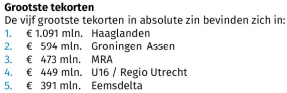 Grootste tekorten
De vijf grootste tekorten in absolute zin bevinden zich in:
1. € 1.091 mln. Haaglanden
2. € 594 mln. Groningen Assen
3. € 473 mln. MRA
4. € 449 mln. U16 / Regio Utrecht
5. € 391 mln. Eemsdelta